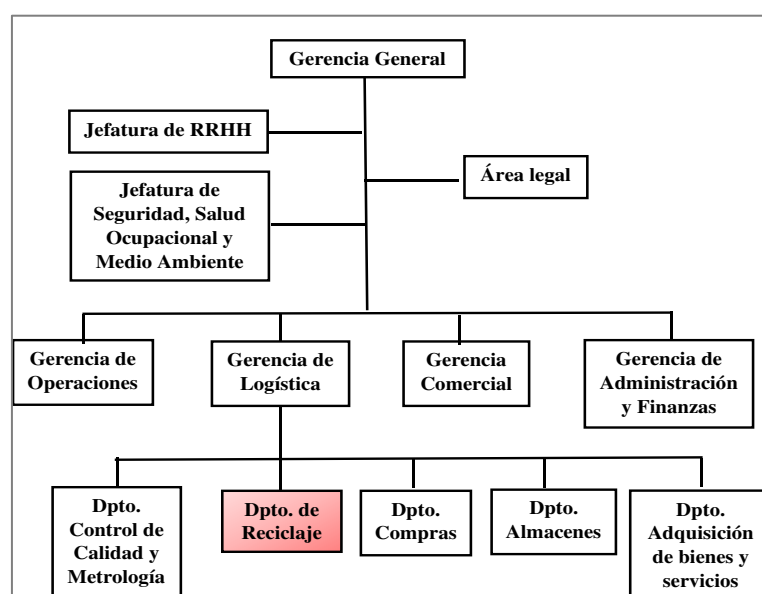 Gerencia General
Jefatura de RRHH
Área legal
Jefatura de
Seguridad, Salud
Ocupacional y
Medio Ambiente
Gerencia de
Operaciones
Gerencia de
Logística
Gerencia
Comercial
Gerencia de
Administración
y Finanzas
Dpto.
Control de
Calidad y
Metrología
Dpto. de
Reciclaje
Dpto.
Compras
Dpto.
Almacenes
Dpto.
Adquisición
de bienes y
servicios